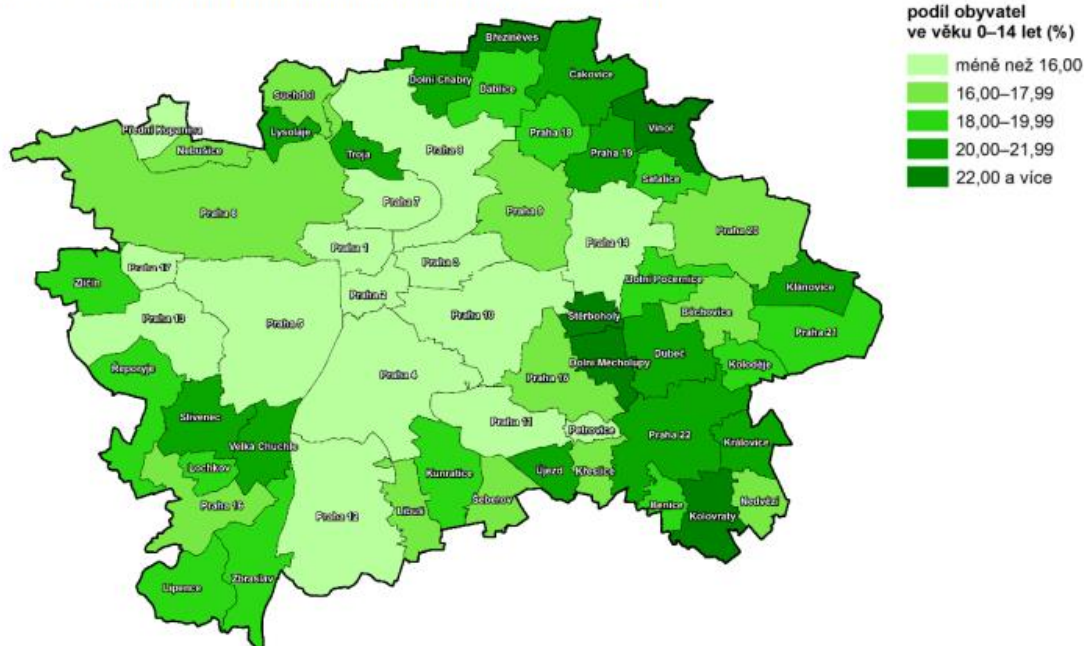 podíl obyvatel
ve věku 0–14 let (%)
méně než 16,00
16,00–17,99
18,00–19,99
20,00–21,99
22,00 a více
Březiněves
Dolní Chabry
Ďáblice
Čakovice
Suchdol
Přední Kopanina
Lysolaje
Nebušice
Troja
Praha 8
Praha 18
Praha 19
Vinoř
Satalice
Praha 7
Praha 6
Praha 9
Praha 20
Praha 1
Praha 14
Praha 3
Praha 17
Zličín
Praha 2
Dolní Počernice
Klánovice
Praha 13
Praha 5
Praha 10
Štěrboholy
Běchovice
Praha 21
Řeporyje
Praha 4
Dolní Měcholupy
Dubeč
Koloděje
Praha 15
Slivenec
Velká Chuchle
Praha 11
Petrovice
Praha 22
Královice
Lochkov
Kunratice
Šeberov
Újezd
Křeslice
Praha 16
Praha 12
Libuš
Benice
Kolovraty
Nedvězí
Lipence
Zbraslav